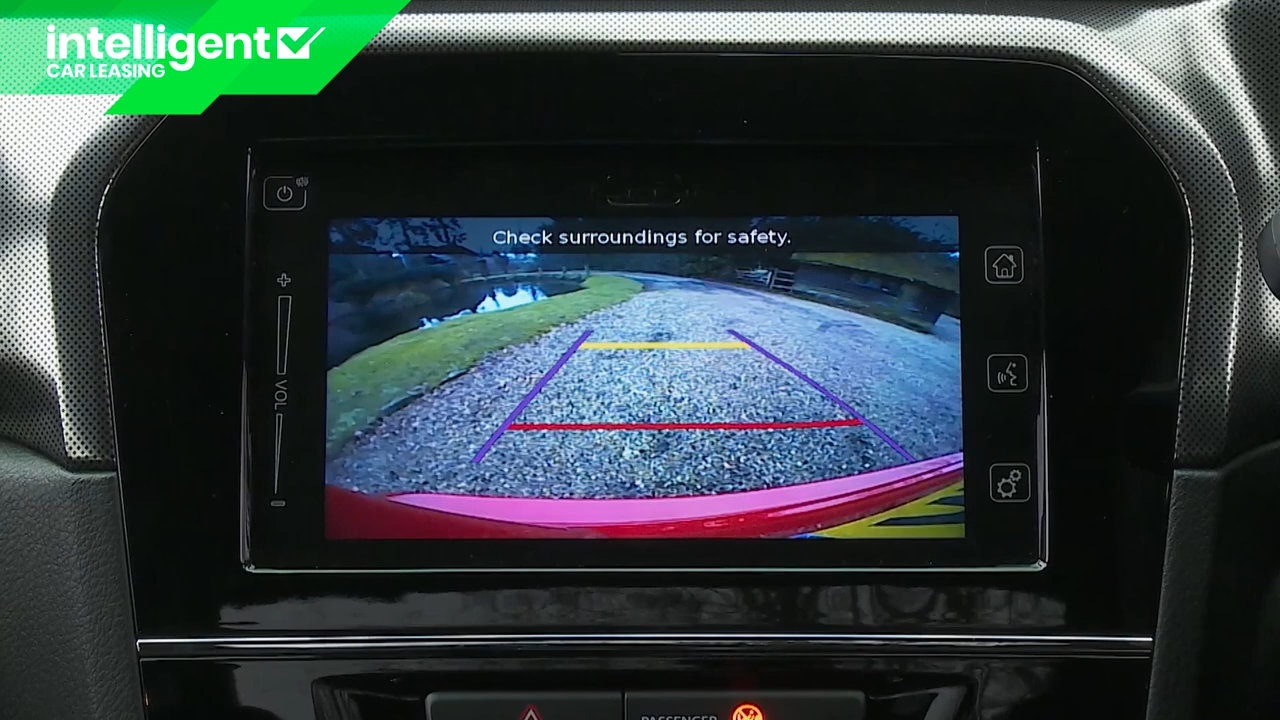 intelligent
CAR LEASING
Check surroundings for safety.
VOL
PASSENGER